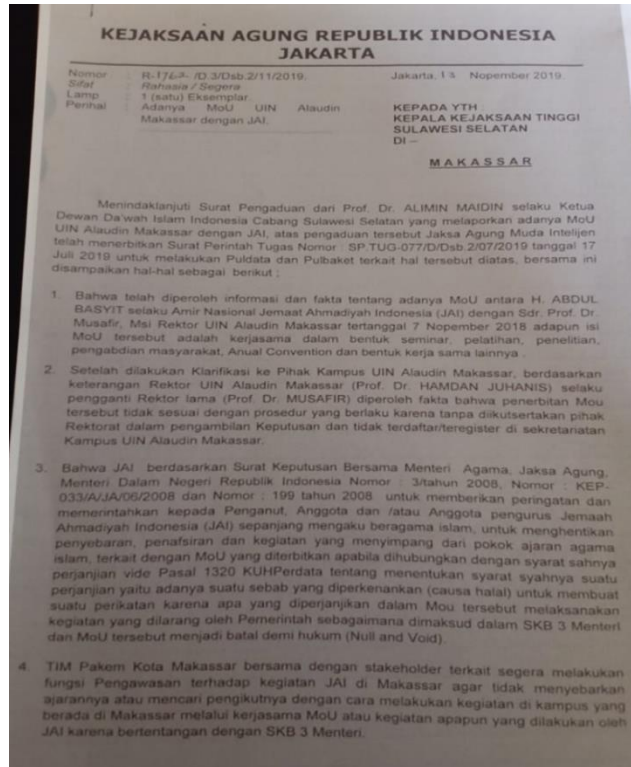 KEJAKSAAN AGUNG REPUBLIK INDONESIA
JAKARTA
Nomor : R-1762 /D.3/Dsb.2/11/2019.
Sifat : Rahasia / Segera
Lamp : 1 (satu) Eksemplar.
Perihal : Adanya MoU UIN Alaudin
Makassar dengan JAI.
Jakarta, 13 Nopember 2019.
KEPADA YTH
KEPALA KEJAKSAAN TINGGI
SULAWESI SELATAN
DI –
MAKASSAR
Menindaklanjuti Surat Pengaduan dari Prof. Dr. ALIMIN MAIDIN selaku Ketua
Dewan Da'wah Islam Indonesia Cabang Sulawesi Selatan yang melaporkan adanya MoU
UIN Alaudin Makassar dengan JAI, atas pengaduan tersebut Jaksa Agung Muda Intelijen
telah menerbitkan Surat Perintah Tugas Nomor : SP.TUG-077/D/Dsb.2/07/2019 tanggal 17
Juli 2019 untuk melakukan Puldata dan Pulbaket terkait hal tersebut diatas, bersama ini
disampaikan hal-hal sebagai berikut ;
1. Bahwa telah diperoleh informasi dan fakta tentang adanya MoU antara H. ABDUL
BASYIT selaku Amir Nasional Jemaat Ahmadiyah Indonesia (JAI) dengan Sdr. Prof. Dr.
Musafir, Msi Rektor UIN Alaudin Makassar tertanggal 7 Nopember 2018 adapun isi
MoU tersebut adalah kerjasama dalam bentuk seminar, pelatihan, penelitian,
pengabdian masyarakat, Anual Convention dan bentuk kerja sama lainnya .
2. Setelah dilakukan Klarifikasi ke Pihak Kampus UIN Alaudin Makassar, berdasarkan
keterangan Rektor UIN Alaudin Makassar (Prof. Dr. HAMDAN JUHANIS) selaku
pengganti Rektor lama (Prof. Dr. MUSAFIR) diperoleh fakta bahwa penerbitan Mou
tersebut tidak sesuai dengan prosedur yang berlaku karena tanpa diikutsertakan pihak
Rektorat dalam pengambilan Keputusan dan tidak terdaftar/teregister di sekretariatan
Kampus UIN Alaudin Makassar.
3. Bahwa JAI berdasarkan Surat Keputusan Bersama Menteri Agama, Jaksa Agung,
Menteri Dalam Negeri Republik Indonesia Nomor : 3/tahun 2008, Nomor : KEP-
033/A/JA/06/2008 dan Nomor : 199 tahun 2008 untuk memberikan peringatan dan
memerintahkan kepada Penganut, Anggota dan /atau Anggota pengurus Jemaah
Ahmadiyah Indonesia (JAI) sepanjang mengaku beragama islam, untuk menghentikan
penyebaran, penafsiran dan kegiatan yang menyimpang dari pokok ajaran agama
islam, terkait dengan MoU yang diterbitkan apabila dihubungkan dengan syarat sahnya
perjanjian vide Pasal 1320 KUHPerdata tentang menentukan syarat syahnya suatu
perjanjian yaitu adanya suatu sebab yang diperkenankan (causa halal) untuk membuat
suatu perikatan karena apa yang diperjanjikan dalam Mou tersebut melaksanakan
kegiatan yang dilarang oleh Pemerintah sebagaimana dimaksud dalam SKB 3 Menteri
dan MoU tersebut menjadi batal demi hukum (Null and Void).
4. TIM Pakem Kota Makassar bersama dengan stakeholder terkait segera melakukan
fungsi Pengawasan terhadap kegiatan JAI di Makassar agar tidak menyebarkan
ajarannya atau mencari pengikutnya dengan cara melakukan kegiatan di kampus yang
berada di Makassar melalui kerjasama MoU atau kegiatan apapun yang dilakukan oleh
JAI karena bertentangan dengan SKB 3 Menteri.